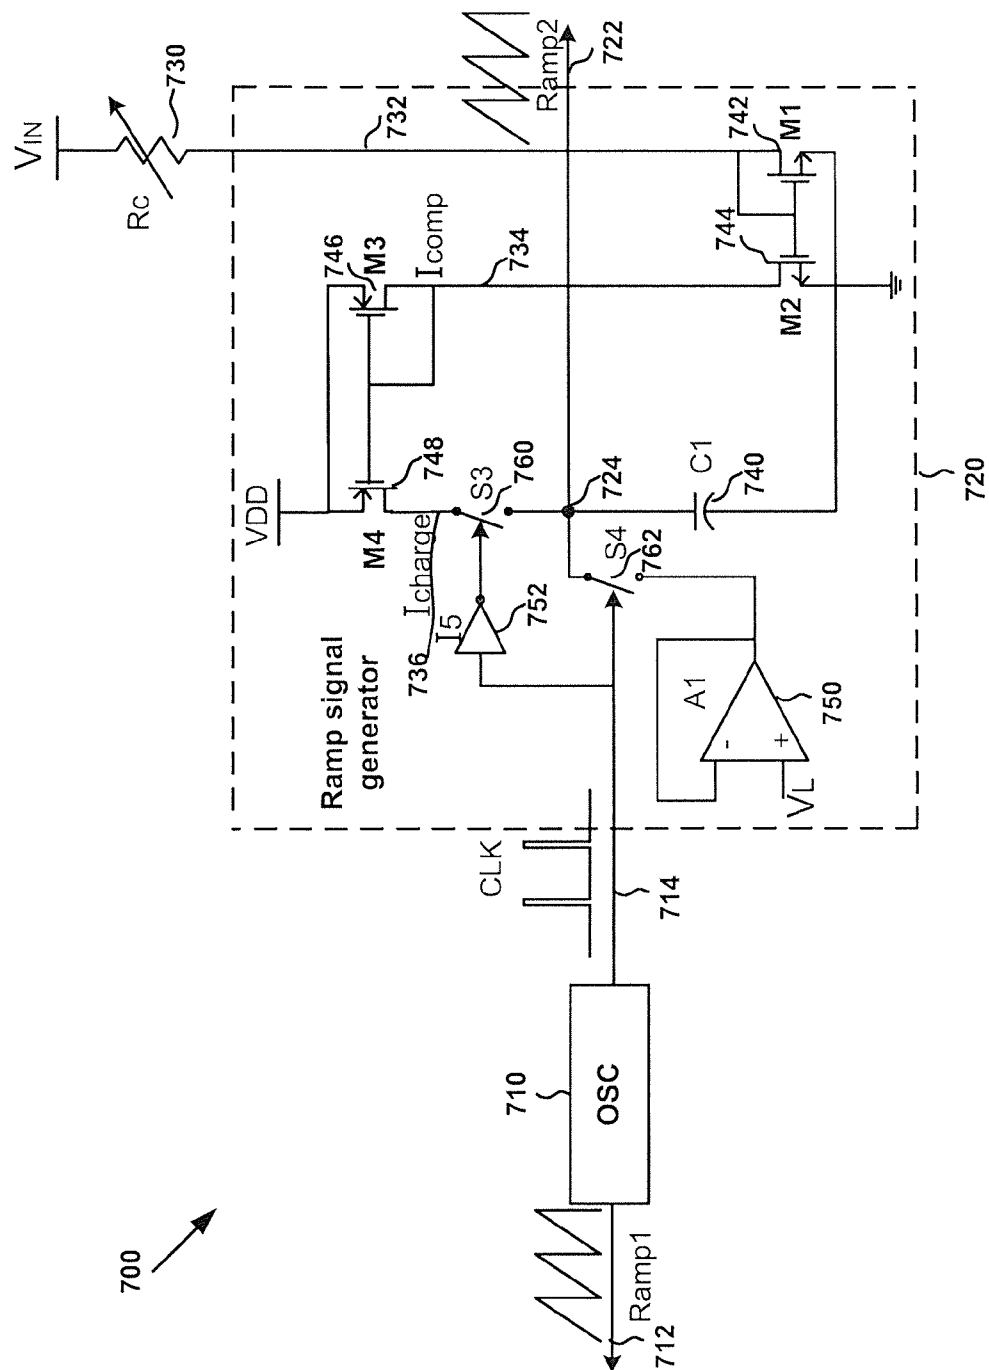 VIN
Rc
730
732
Ramp2
722
VDD
746
M3
Icomp
734
748
M4
Icharge
736
S3
760
I5
752
Ramp signal
generator
724
S4
762
C1
740
742
M1
744
M2
A1
-
+
VL
750
720
CLK
714
710
OSC
700
Ramp1
712